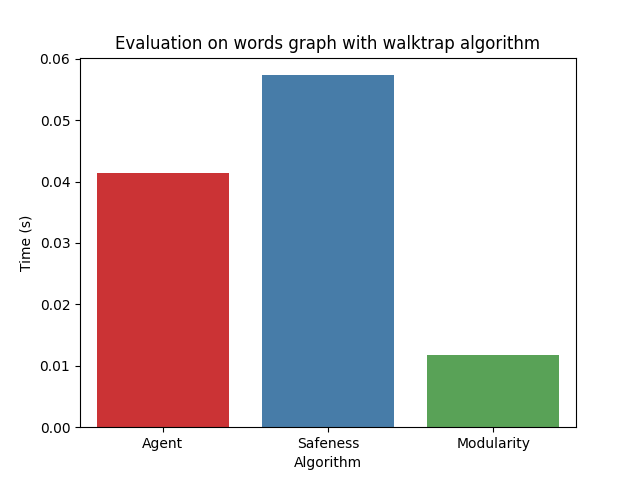 Evaluation on words graph with walktrap algorithm
0.06
0.05
0.04
0.03
0.02
0.01
0.00
Time (s)
Agent
Safeness
Modularity
Algorithm